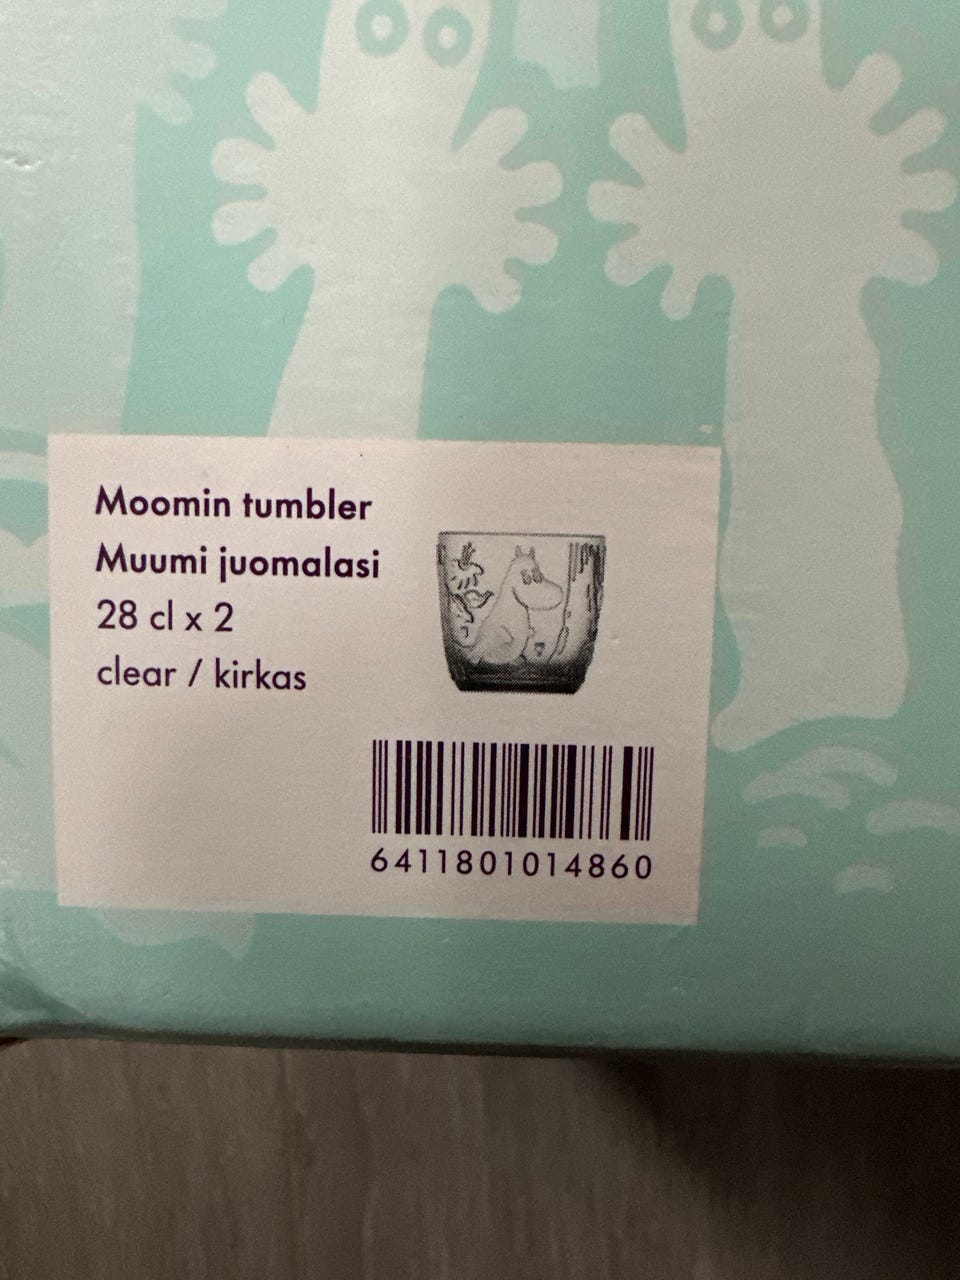 Moomin tumbler
Muumi juomalasi
28 cl x 2
clear / kirkas
6411801014860